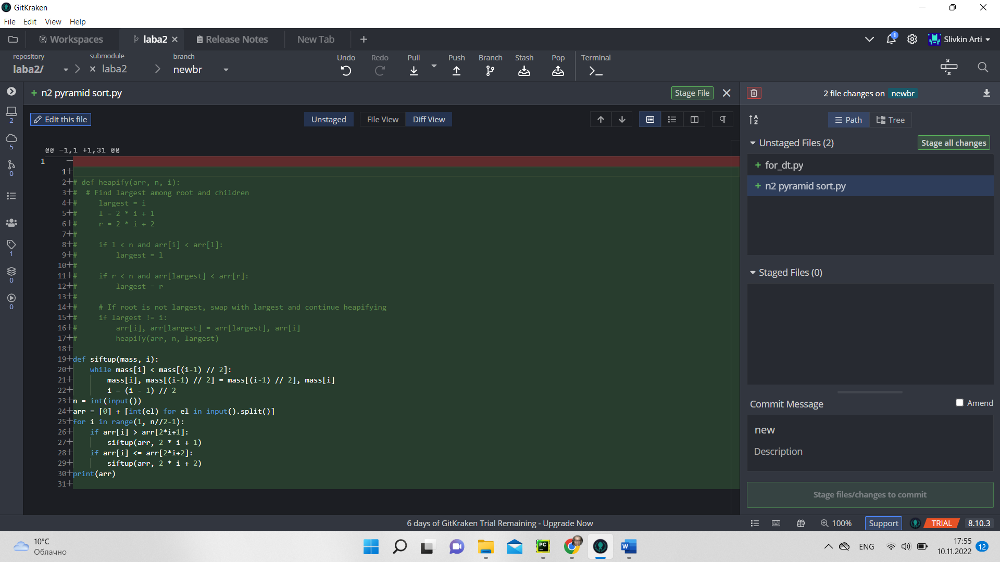 GitKraken
File Edit View Help
Workspaces laba2 Release Notes New Tab
1 Slivkin Arti
repository submodule branch
laba2/ laba2 newbr
Undo Redo Pull Push Branch Stash Pop Terminal
+ n2 pyramid sort.py Stage File
2 file changes on newbr
Edit this file Unstaged File View Diff View
Path Tree
Unstaged Files (2) Stage all changes
+ for_dt.py
+ n2 pyramid sort.py
Staged Files (0)
Commit Message Amend
new
Description
Stage files/changes to commit
2
5
0
1
0
0
@@ -1,1 +1,31 @@
1 —
1+
2+# def heapify(arr, n, i):
3+#  # Find largest among root and children
4+#     largest = i
5+#     l = 2 * i + 1
6+#     r = 2 * i + 2
7+#
8+#     if l < n and arr[i] < arr[l]:
9+#         largest = l
10+#
11+#     if r < n and arr[largest] < arr[r]:
12+#         largest = r
13+#
14+#     # If root is not largest, swap with largest and continue heapifying
15+#     if largest != i:
16+#         arr[i], arr[largest] = arr[largest], arr[i]
17+#         heapify(arr, n, largest)
18+
19+def siftup(mass, i):
20+    while mass[i] < mass[(i-1) // 2]:
21+        mass[i], mass[(i-1) // 2] = mass[(i-1) // 2], mass[i]
22+        i = (i - 1) // 2
23+n = int(input())
24+arr = [0] + [int(el) for el in input().split()]
25+for i in range(1, n//2-1):
26+    if arr[i] > arr[2*i+1]:
27+        siftup(arr, 2 * i + 1)
28+    if arr[i] <= arr[2*i+2]:
29+        siftup(arr, 2 * i + 2)
30+print(arr)
31+
6 days of GitKraken Trial Remaining - Upgrade Now
100% Support TRIAL 8.10.3
10°C
Облачно
ENG
17:55
10.11.2022 12